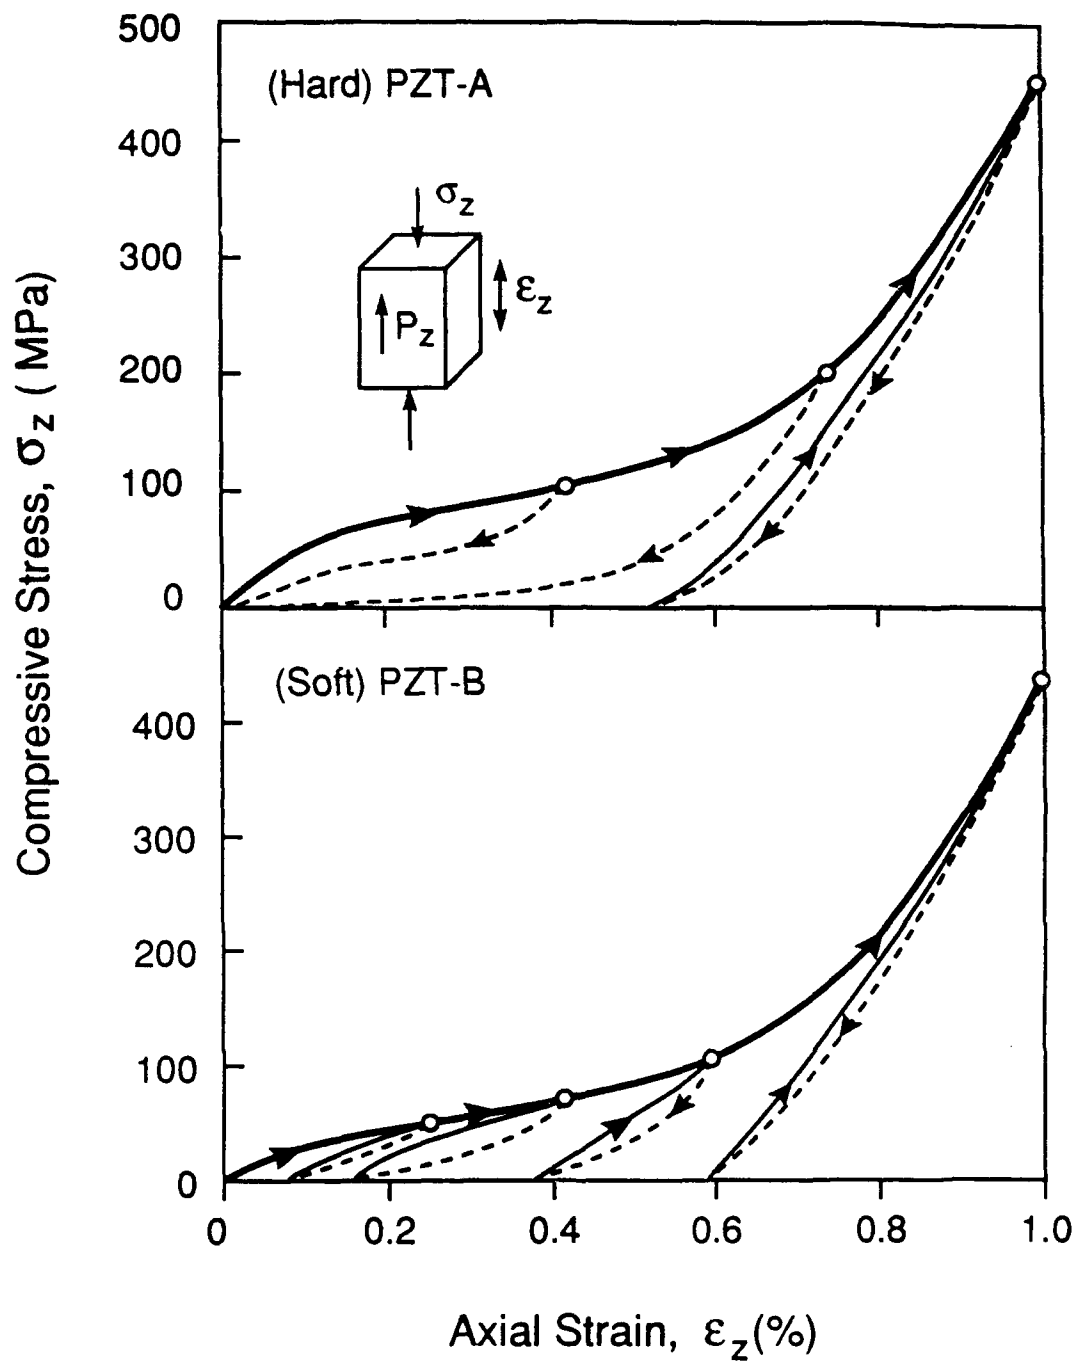 500
(Hard) PZT-A
400
σz
300
εz
Pz
200
100
0
Compressive Stress, σz ( MPa)
(Soft) PZT-B
400
300
200
100
0
0 0.2 0.4 0.6 0.8 1.0
Axial Strain, εz(%)